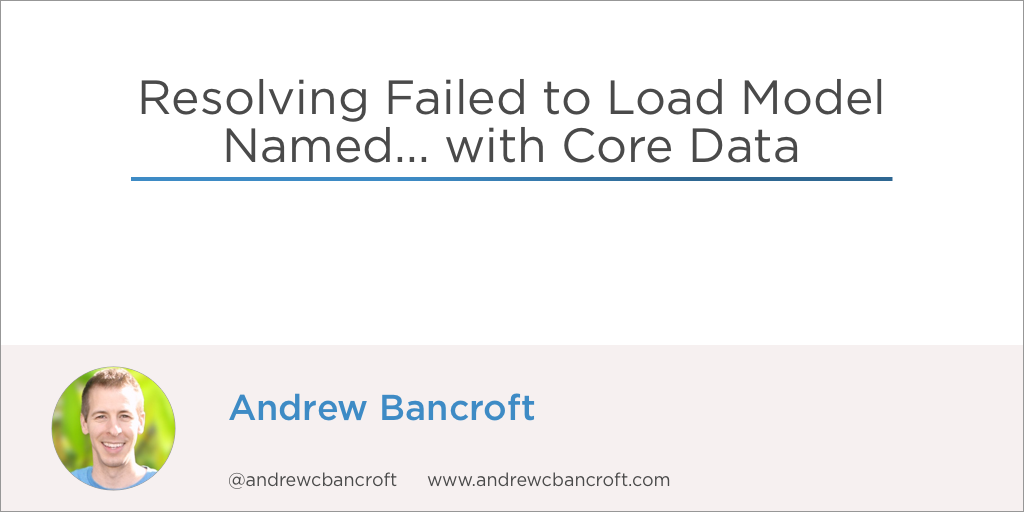 Resolving Failed to Load Model
Named... with Core Data
Andrew Bancroft
@andrewcbancroft www.andrewcbancroft.com